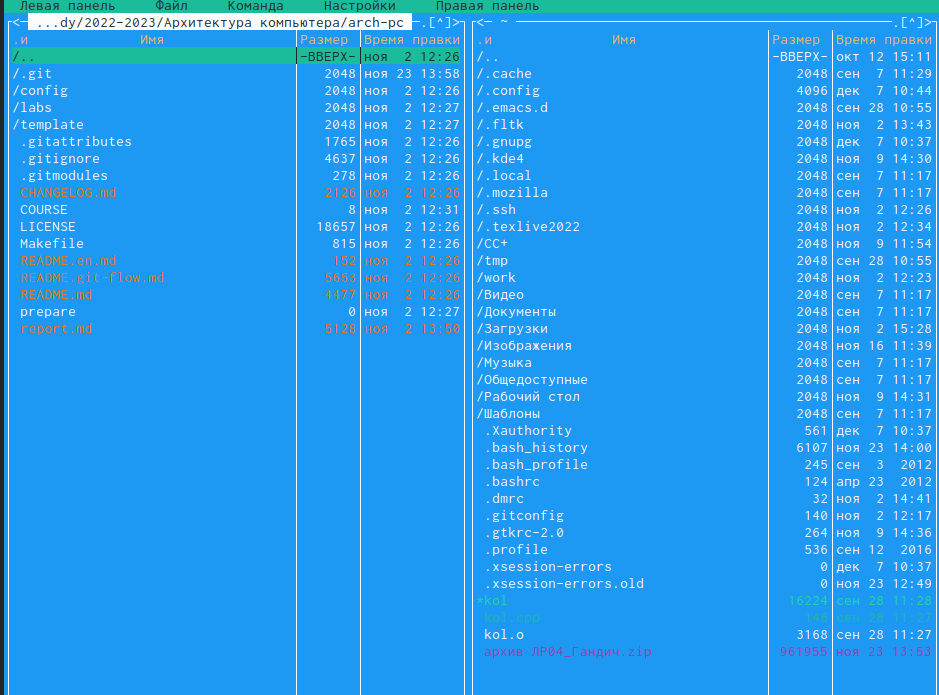 Левая панель Файл Команда Настройки Правая панель
<─ ...dy/2022-2023/Архитектура компьютера/arch-pc ─.[^]>
.и Имя Размер Время правки
/.. -ВВЕРХ- ноя 2 12:26
/.git 2048 ноя 23 13:58
/config 2048 ноя 2 12:26
/labs 2048 ноя 2 12:27
/template 2048 ноя 2 12:27
.gitattributes 1765 ноя 2 12:26
.gitignore 4637 ноя 2 12:26
.gitmodules 278 ноя 2 12:26
CHANGELOG.md 2126 ноя 2 12:26
COURSE 8 ноя 2 12:31
LICENSE 18657 ноя 2 12:26
Makefile 815 ноя 2 12:26
README.en.md 152 ноя 2 12:26
README.git-flow.md 5653 ноя 2 12:26
README.md 4477 ноя 2 12:26
prepare 0 ноя 2 12:27
report.md 5128 ноя 2 13:50
<─ ~ ─.[^]>
.и Имя Размер Время правки
/.. -ВВЕРХ- окт 12 15:11
/.cache 2048 сен 7 11:29
/.config 4096 дек 7 10:44
/.emacs.d 2048 сен 28 10:55
/.fltk 2048 ноя 2 13:43
/.gnupg 2048 дек 7 10:37
/.kde4 2048 ноя 9 14:30
/.local 2048 сен 7 11:17
/.mozilla 2048 сен 7 11:17
/.ssh 2048 ноя 2 12:26
/.texlive2022 2048 ноя 2 12:34
/CC+ 2048 ноя 9 11:54
/tmp 2048 сен 28 10:55
/work 2048 ноя 2 12:23
/Видео 2048 сен 7 11:17
/Документы 2048 сен 7 11:17
/Загрузки 2048 ноя 2 15:28
/Изображения 2048 ноя 16 11:39
/Музыка 2048 сен 7 11:17
/Общедоступные 2048 сен 7 11:17
/Рабочий стол 2048 ноя 9 14:31
/Шаблоны 2048 сен 7 11:17
.Xauthority 561 дек 7 10:37
.bash_history 6107 ноя 23 14:00
.bash_profile 245 сен 3 2012
.bashrc 124 апр 23 2012
.dmrc 32 ноя 2 14:41
.gitconfig 140 ноя 2 12:17
.gtkrc-2.0 264 ноя 9 14:36
.profile 536 сен 12 2016
.xsession-errors 0 дек 7 10:37
.xsession-errors.old 0 ноя 23 12:49
*kol 16224 сен 28 11:28
kol.cpp 146 сен 28 11:27
kol.o 3168 сен 28 11:27
архив ЛР04_Гандич.zip 961955 ноя 23 13:53